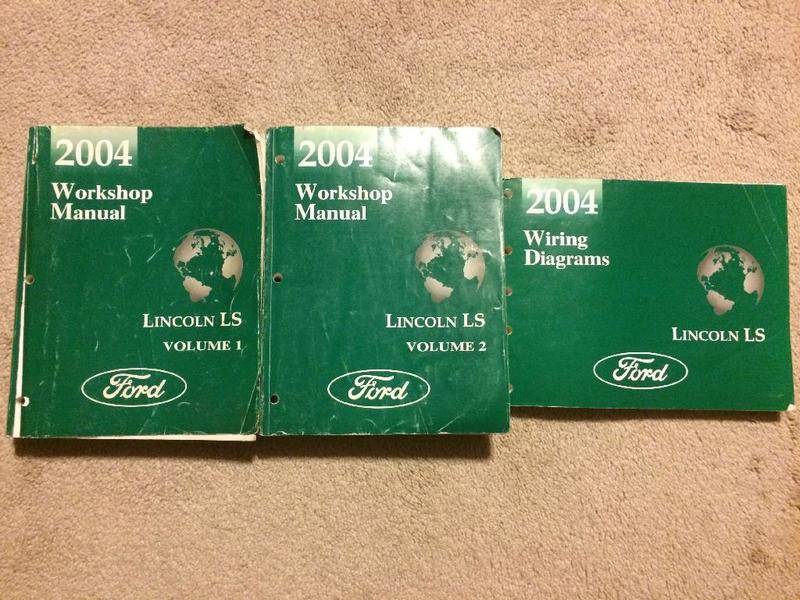 2004
Workshop
Manual
LINCOLN LS
VOLUME 1
Ford
2004
Workshop
Manual
LINCOLN LS
VOLUME 2
Ford
2004
Wiring
Diagrams
LINCOLN LS
Ford